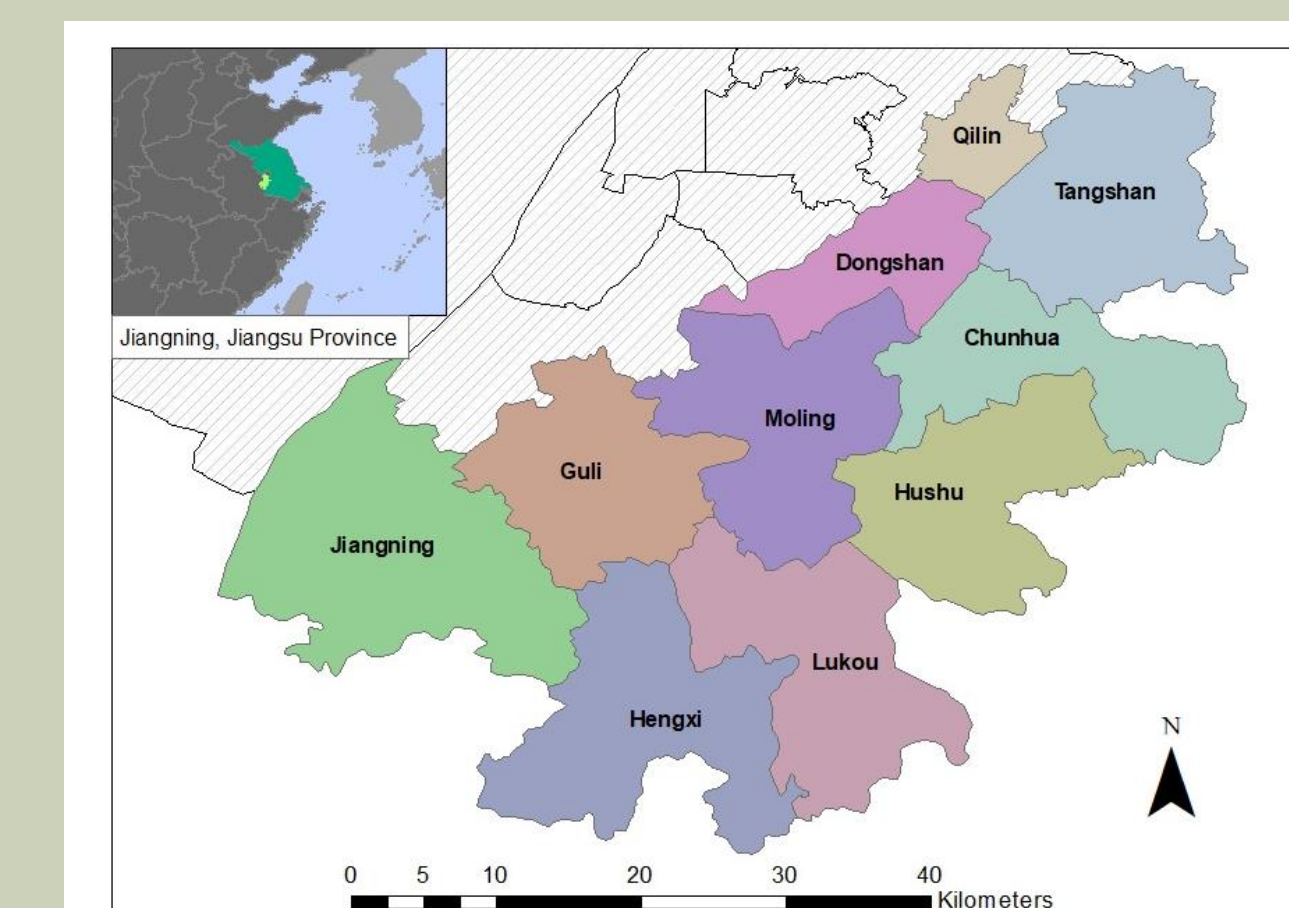 Qilin
Tangshan
Dongshan
Jiangning, Jiangsu Province
Chunhua
Moling
Guli
Hushu
Jiangning
Lukou
Hengxi
N
0 5 10 20 30 40
Kilometers